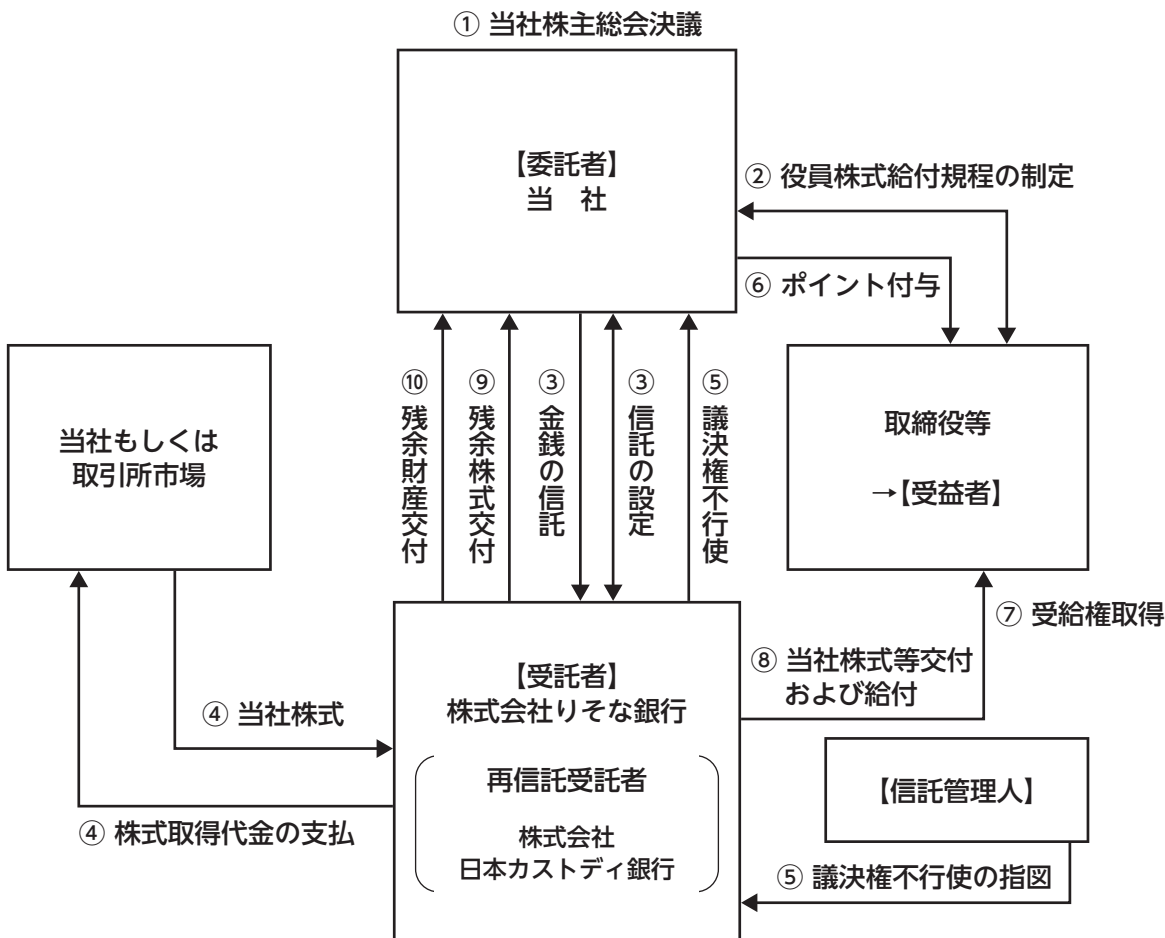 ① 当社株主総会決議
【委託者】
当　社
② 役員株式給付規程の制定
⑥ ポイント付与
当社もしくは
取引所市場
⑩ 残余財産交付
⑨ 残余株式交付
③ 金銭の信託
③ 信託の設定
⑤ 議決権不行使
取締役等
→【受益者】
⑦ 受給権取得
⑧ 当社株式等交付
および給付
④ 当社株式
④ 株式取得代金の支払
【受託者】
株式会社りそな銀行
再信託受託者
株式会社
日本カストディ銀行
【信託管理人】
⑤ 議決権不行使の指図